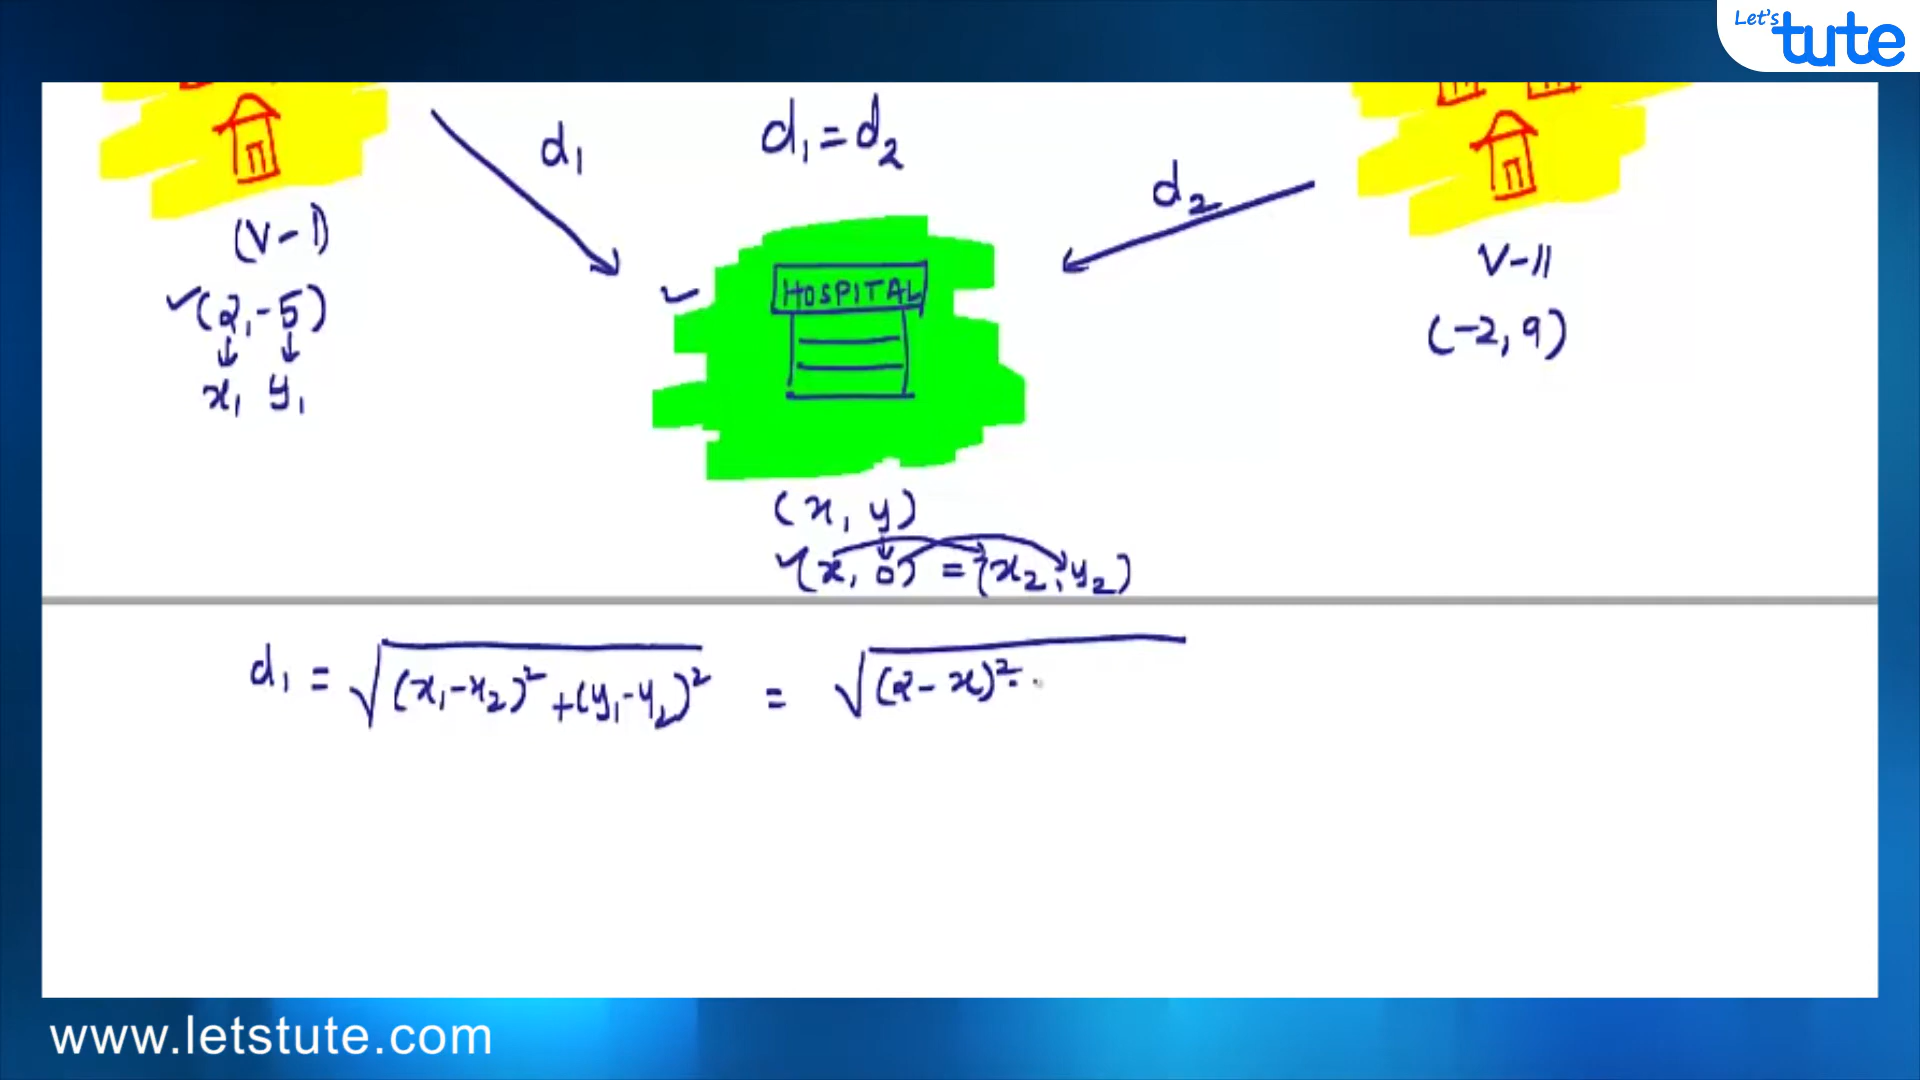 Let's
tute
d₁
d₁=d₂
d₂
(V-I)
V-II
HOSPITAL
✓(2,-5)
(-2, 9)
↓ ↓
x₁ y₁
(x, y)
✓(x, 0) = (x₂, y₂)
d₁ = √(x₁-x₂)²+(y₁-y₂)² = √(2-x)²
www.letstute.com